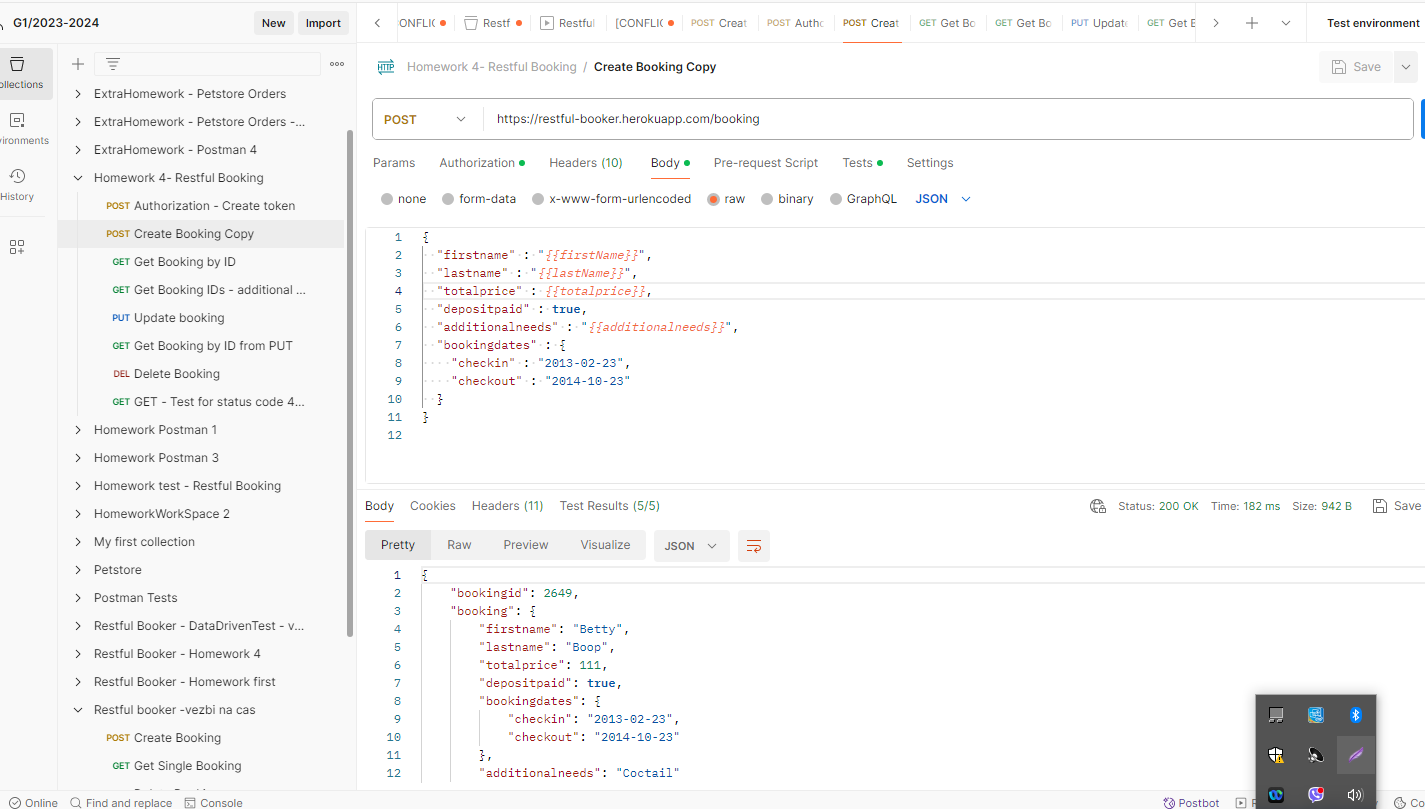 G1/2023-2024
New
Import
ollections
vironments
History
ExtraHomework - Petstore Orders
ExtraHomework - Petstore Orders -...
ExtraHomework - Postman 4
Homework 4- Restful Booking
POST Authorization - Create token
POST Create Booking Copy
GET Get Booking by ID
GET Get Booking IDs - additional ...
PUT Update booking
GET Get Booking by ID from PUT
DEL Delete Booking
GET GET - Test for status code 4...
Homework Postman 1
Homework Postman 3
Homework test - Restful Booking
HomeworkWorkSpace 2
My first collection
Petstore
Postman Tests
Restful Booker - DataDrivenTest - v...
Restful Booker - Homework 4
Restful Booker - Homework first
Restful booker -vezbi na cas
POST Create Booking
GET Get Single Booking
ONFLIC
Restf
Restful
[CONFLIC
POST Creat
POST Autho
POST Creat
GET Get Bo
GET Get Bo
PUT Update
GET Get B
Test environment
HTTP
Homework 4- Restful Booking / Create Booking Copy
Save
POST
https://restful-booker.herokuapp.com/booking
Params Authorization Headers (10) Body Pre-request Script Tests Settings
none form-data x-www-form-urlencoded raw binary GraphQL JSON
1 {
2 "firstname" : "{{firstName}}",
3 "lastname" : "{{lastName}}",
4 "totalprice" : {{totalprice}},
5 "depositpaid" : true,
6 "additionalneeds" : "{{additionalneeds}}",
7 "bookingdates" : {
8 "checkin" : "2013-02-23",
9 "checkout" : "2014-10-23"
10 }
11 }
12
Body Cookies Headers (11) Test Results (5/5)
Status: 200 OK Time: 182 ms Size: 942 B Save
Pretty Raw Preview Visualize JSON
1 {
2 "bookingid": 2649,
3 "booking": {
4 "firstname": "Betty",
5 "lastname": "Boop",
6 "totalprice": 111,
7 "depositpaid": true,
8 "bookingdates": {
9 "checkin": "2013-02-23",
10 "checkout": "2014-10-23"
11 },
12 "additionalneeds": "Coctail"
Online Find and replace Console
Postbot
Co